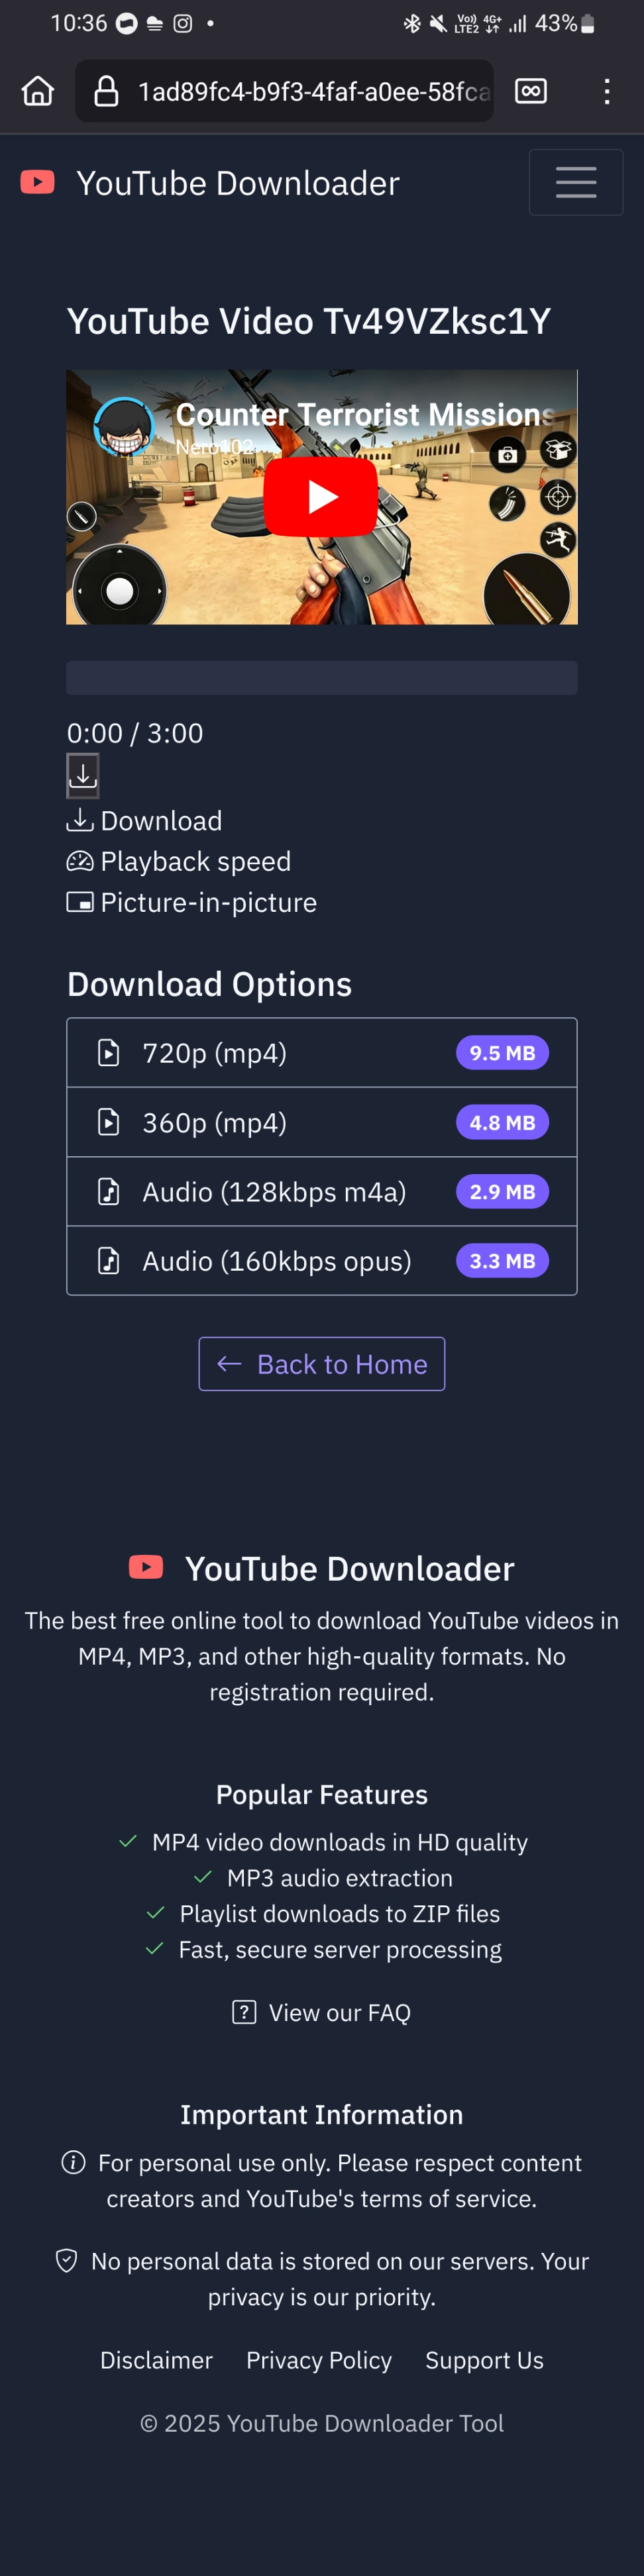 10:36
Vo)) LTE2 4G+ 43%
1ad89fc4-b9f3-4faf-a0ee-58fca
YouTube Downloader
YouTube Video Tv49VZksc1Y
Counter Terrorist Missions
Nero102
0:00 / 3:00
Download
Playback speed
Picture-in-picture
Download Options
720p (mp4) 9.5 MB
360p (mp4) 4.8 MB
Audio (128kbps m4a) 2.9 MB
Audio (160kbps opus) 3.3 MB
← Back to Home
YouTube Downloader
The best free online tool to download YouTube videos in
MP4, MP3, and other high-quality formats. No
registration required.
Popular Features
✓ MP4 video downloads in HD quality
✓ MP3 audio extraction
✓ Playlist downloads to ZIP files
✓ Fast, secure server processing
View our FAQ
Important Information
For personal use only. Please respect content
creators and YouTube's terms of service.
No personal data is stored on our servers. Your
privacy is our priority.
Disclaimer Privacy Policy Support Us
© 2025 YouTube Downloader Tool